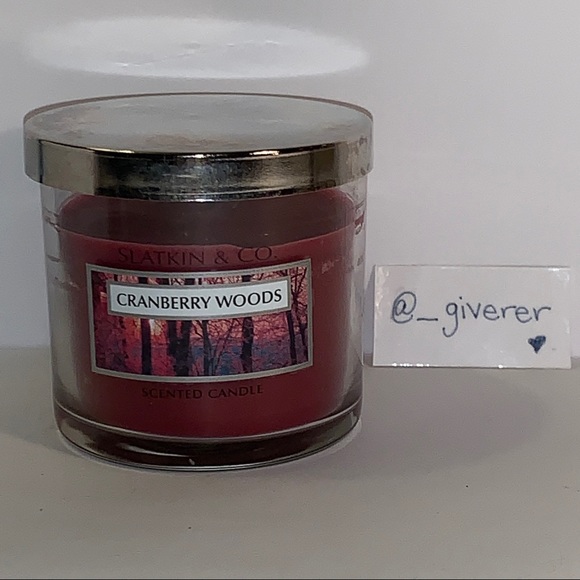 SLATKIN & CO.
CRANBERRY WOODS
SCENTED CANDLE
@_giverer